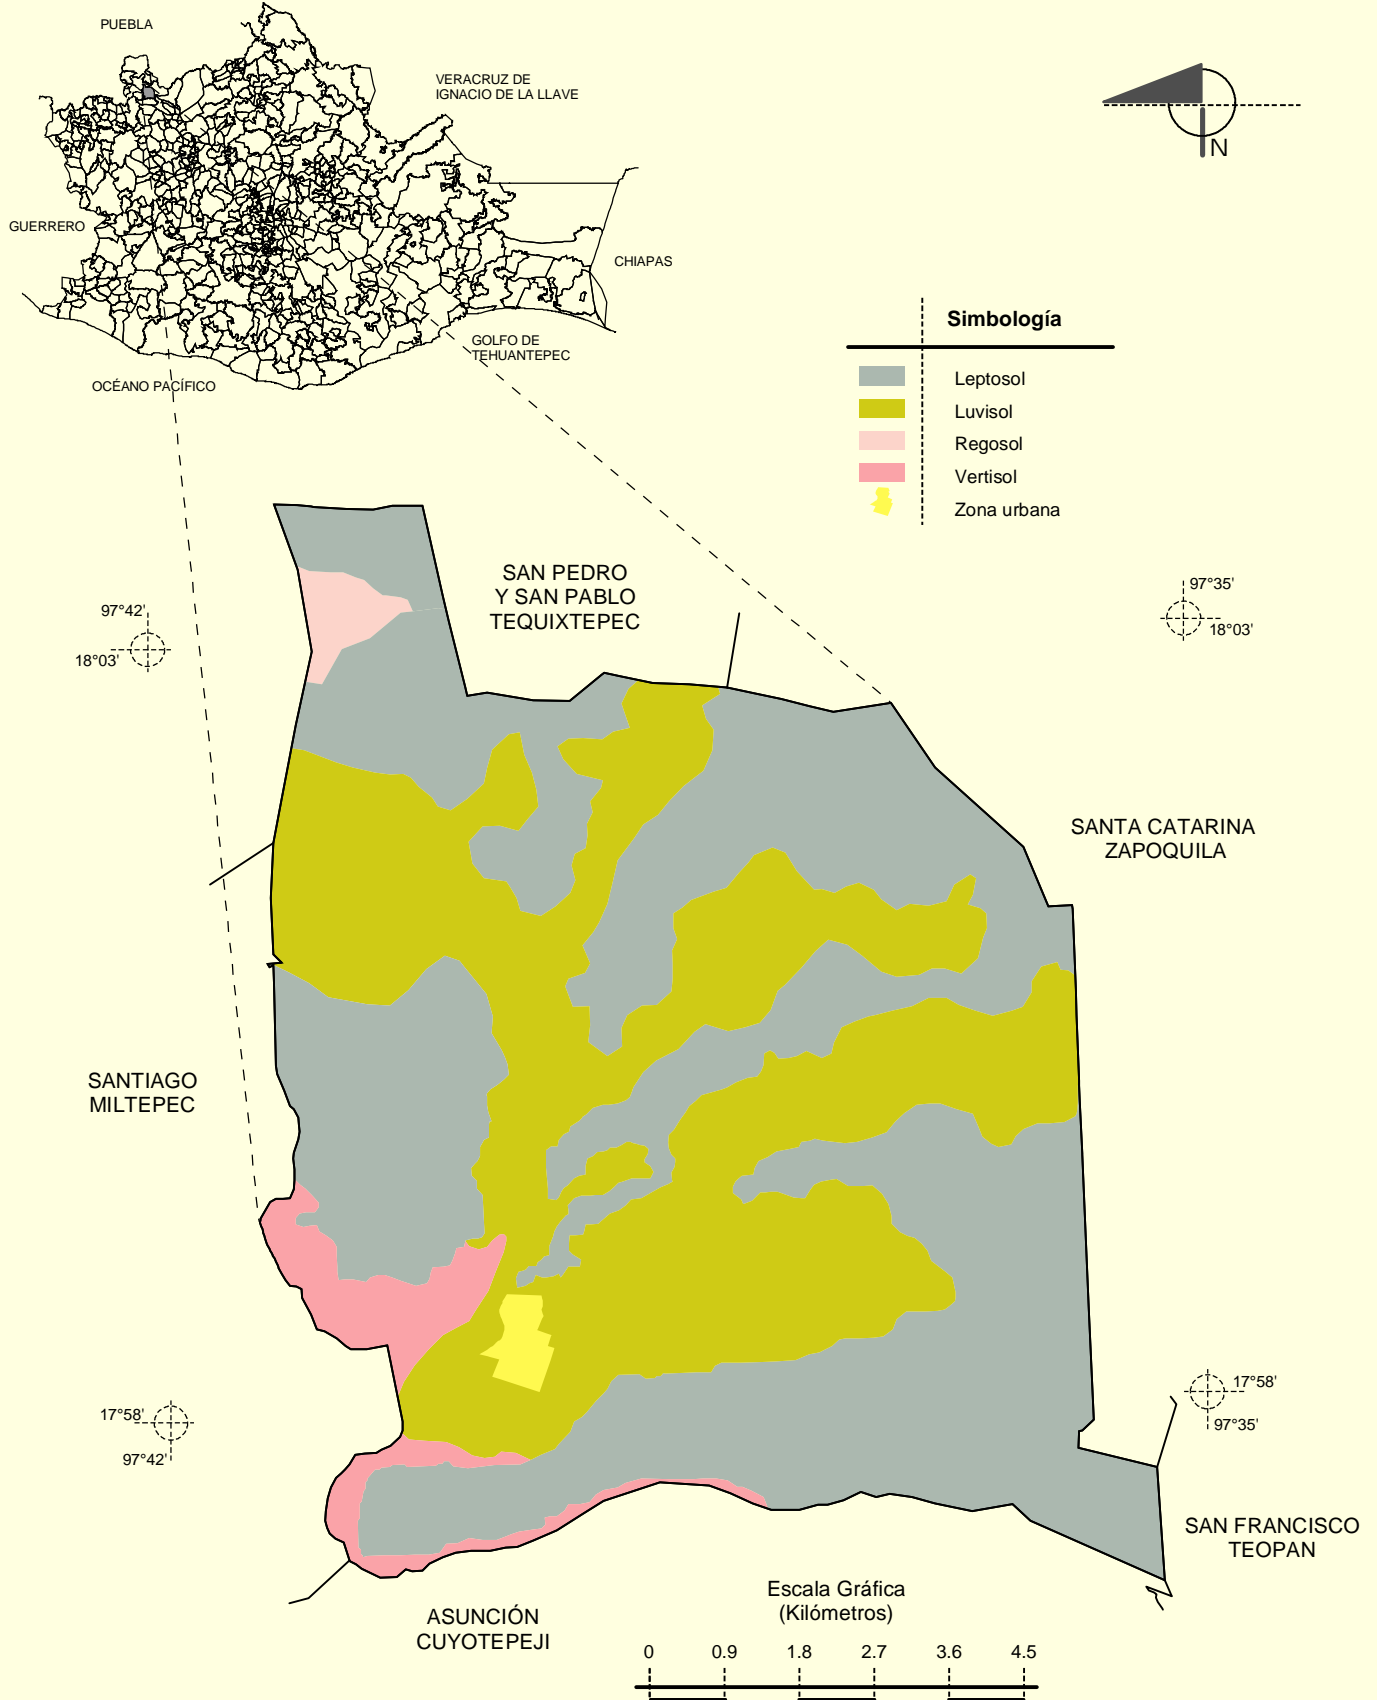 PUEBLA
VERACRUZ DE
IGNACIO DE LA LLAVE
N
GUERRERO
CHIAPAS
GOLFO DE
TEHUANTEPEC
OCÉANO PACÍFICO
Simbología
Leptosol
Luvisol
Regosol
Vertisol
Zona urbana
SAN PEDRO
Y SAN PABLO
TEQUIXTEPEC
97°42'
18°03'
97°35'
18°03'
SANTA CATARINA
ZAPOQUILA
SANTIAGO
MILTEPEC
17°58'
97°42'
17°58'
97°35'
SAN FRANCISCO
TEOPAN
ASUNCIÓN
CUYOTEPEJI
Escala Gráfica
(Kilómetros)
0 0.9 1.8 2.7 3.6 4.5